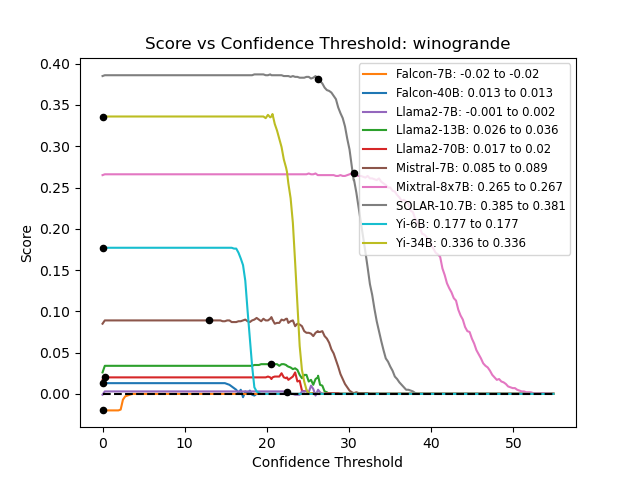 Score vs Confidence Threshold: winogrande
0.40
0.35
0.30
0.25
0.20
0.15
0.10
0.05
0.00
Score
Falcon-7B: -0.02 to -0.02
Falcon-40B: 0.013 to 0.013
Llama2-7B: -0.001 to 0.002
Llama2-13B: 0.026 to 0.036
Llama2-70B: 0.017 to 0.02
Mistral-7B: 0.085 to 0.089
Mixtral-8x7B: 0.265 to 0.267
SOLAR-10.7B: 0.385 to 0.381
Yi-6B: 0.177 to 0.177
Yi-34B: 0.336 to 0.336
0 10 20 30 40 50
Confidence Threshold